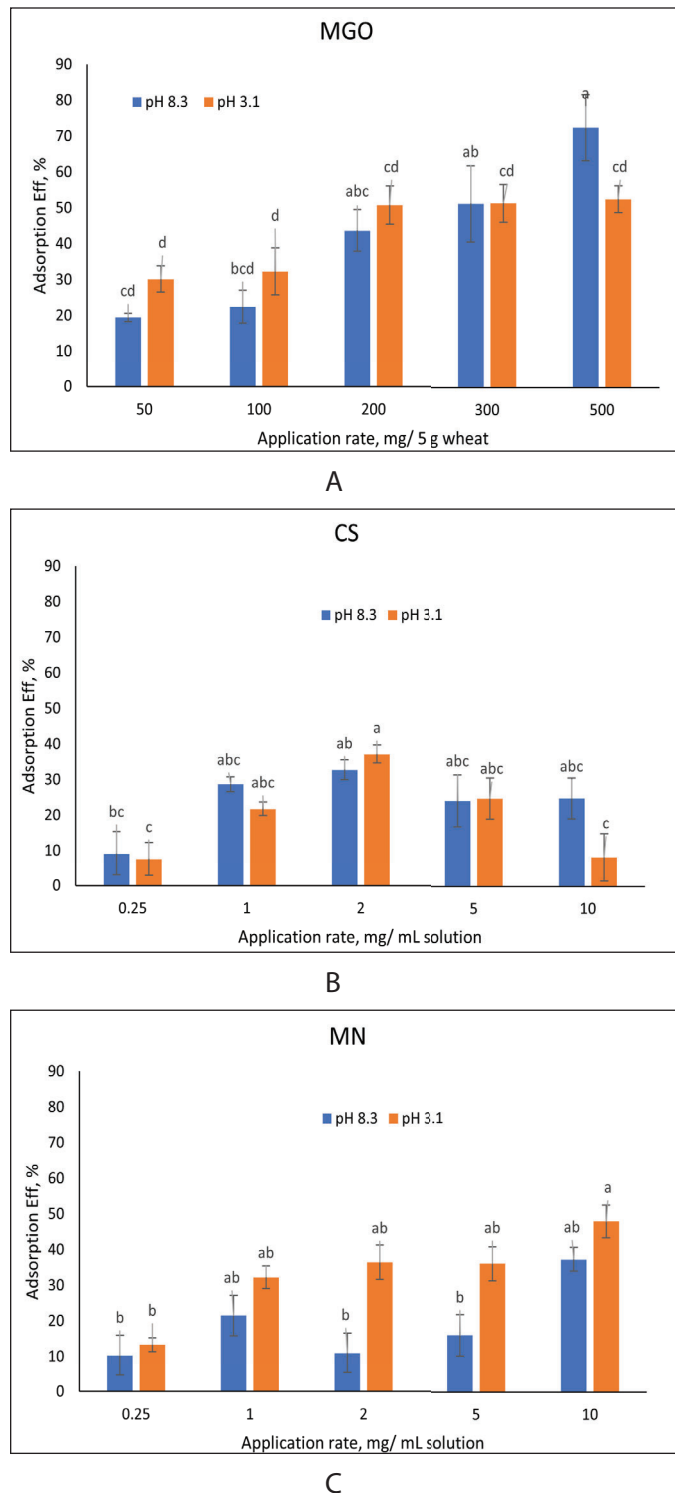 MGO
pH 8.3 pH 3.1
Adsorption Eff, %
90
80
70
60
50
40
30
20
10
0
cd d bcd d abc cd ab cd a cd
50 100 200 300 500
Application rate, mg/ 5 g wheat
A
CS
pH 8.3 pH 3.1
Adsorption Eff, %
90
80
70
60
50
40
30
20
10
0
bc c abc abc ab a abc abc abc c
0.25 1 2 5 10
Application rate, mg/ mL solution
B
MN
pH 8.3 pH 3.1
Adsorption Eff, %
90
80
70
60
50
40
30
20
10
0
b b ab ab b ab b ab ab a
0.25 1 2 5 10
Application rate, mg/ mL solution
C